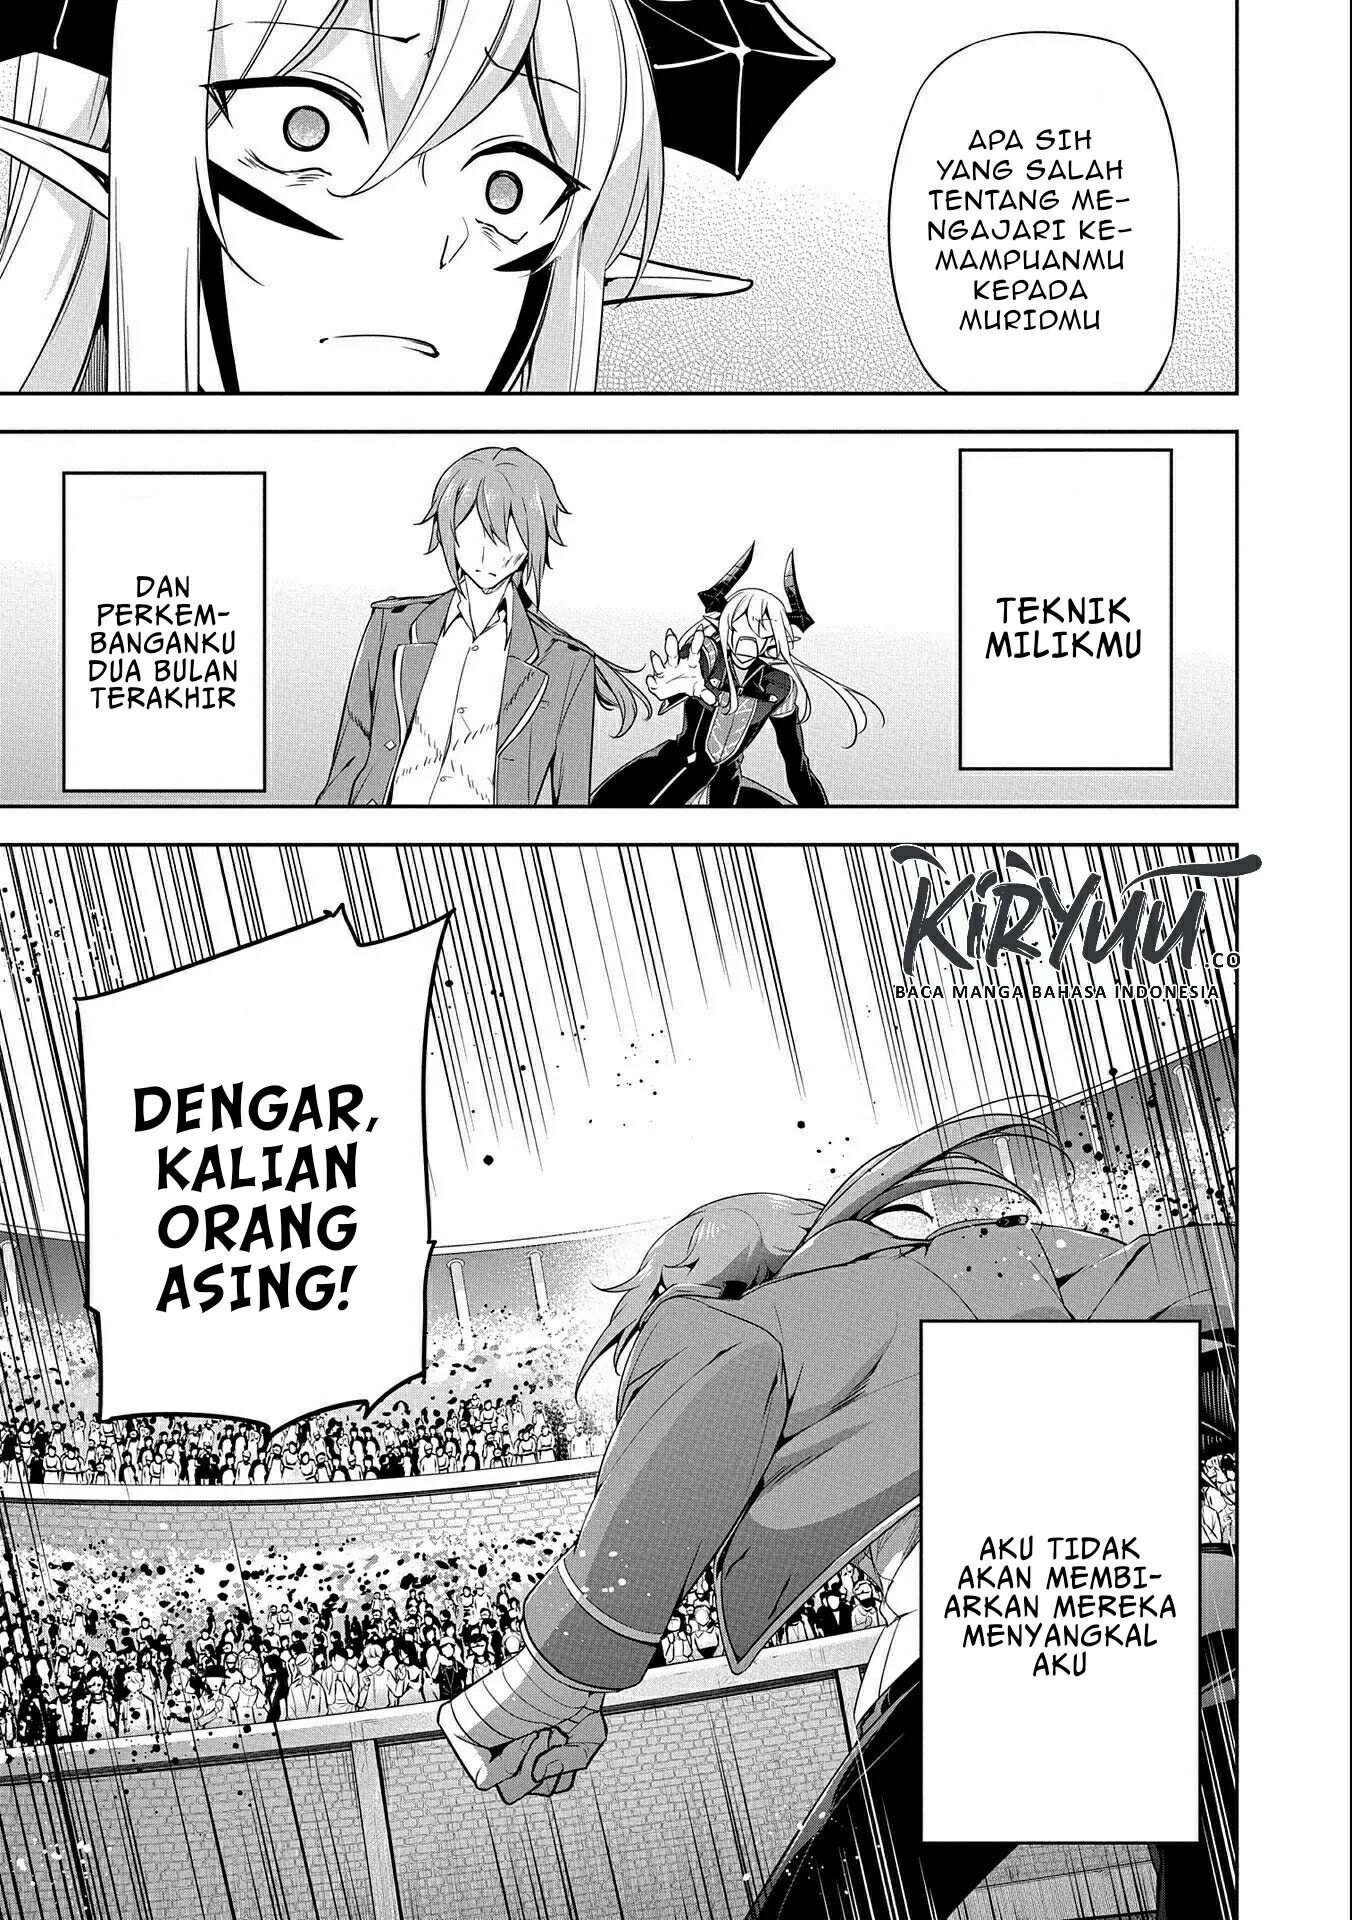 APA SIH
YANG SALAH
TENTANG ME-
NGAJARI KE-
MAMPUANMU
KEPADA
MURIDMU
TEKNIK
MILIKMU
DAN
PERKEM-
BANGANKU
DUA BULAN
TERAKHIR
KIRYUU.CO
BACA MANGA BAHASA INDONESIA
DENGAR,
KALIAN
ORANG
ASING!
AKU TIDAK
AKAN MEMBI-
ARKAN MEREKA
MENYANGKAL
AKU